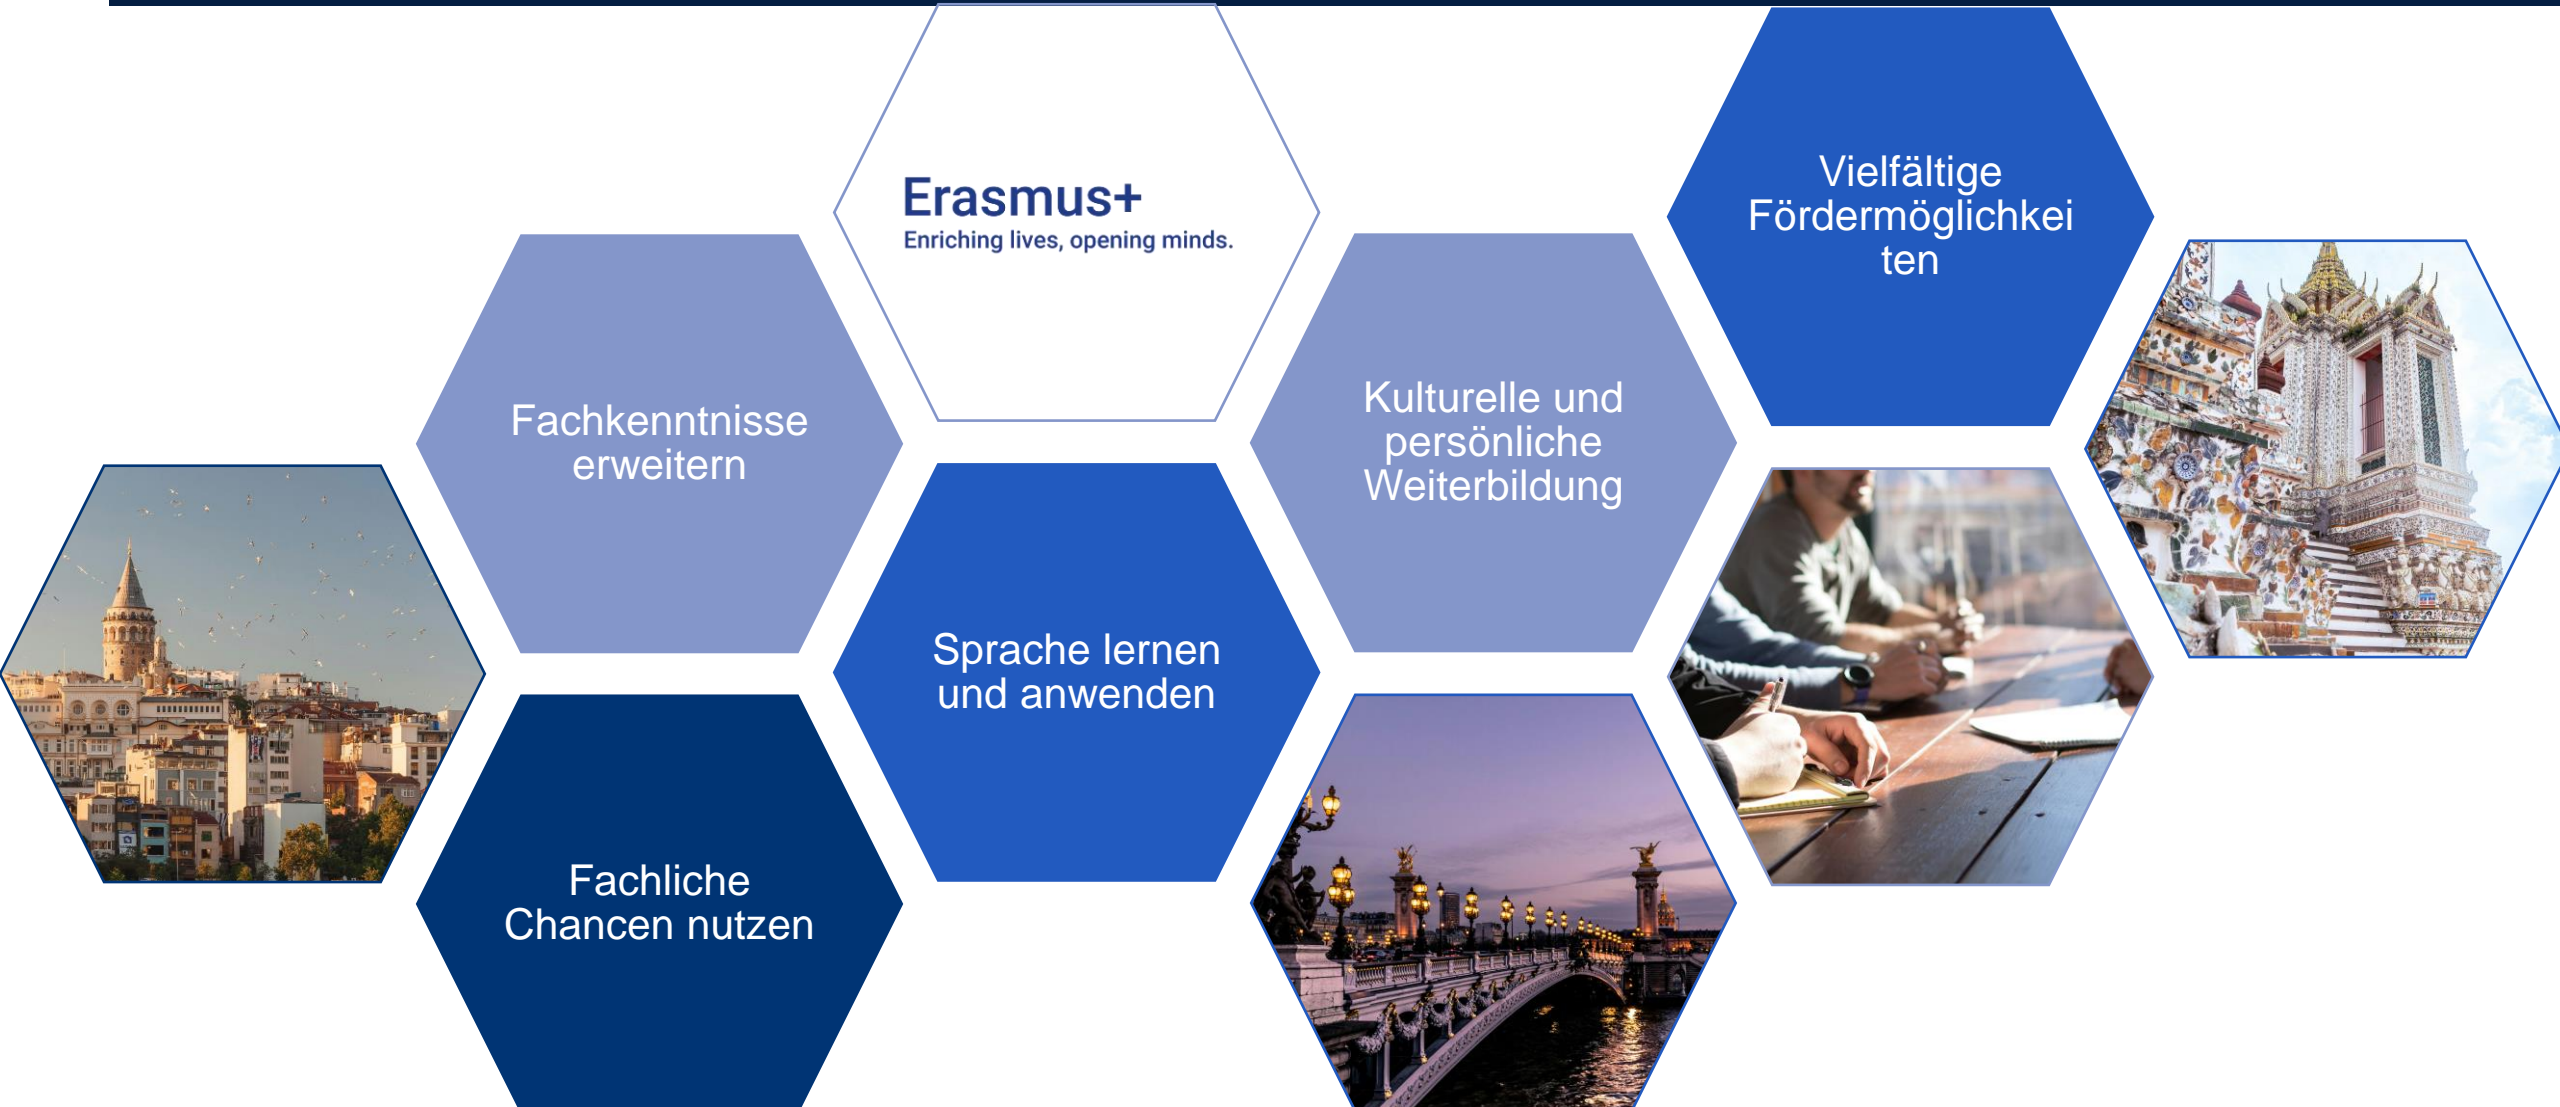 Erasmus+
Enriching lives, opening minds.
Vielfältige
Fördermöglichkei
ten
Fachkenntnisse
erweitern
Kulturelle und
persönliche
Weiterbildung
Sprache lernen
und anwenden
Fachliche
Chancen nutzen